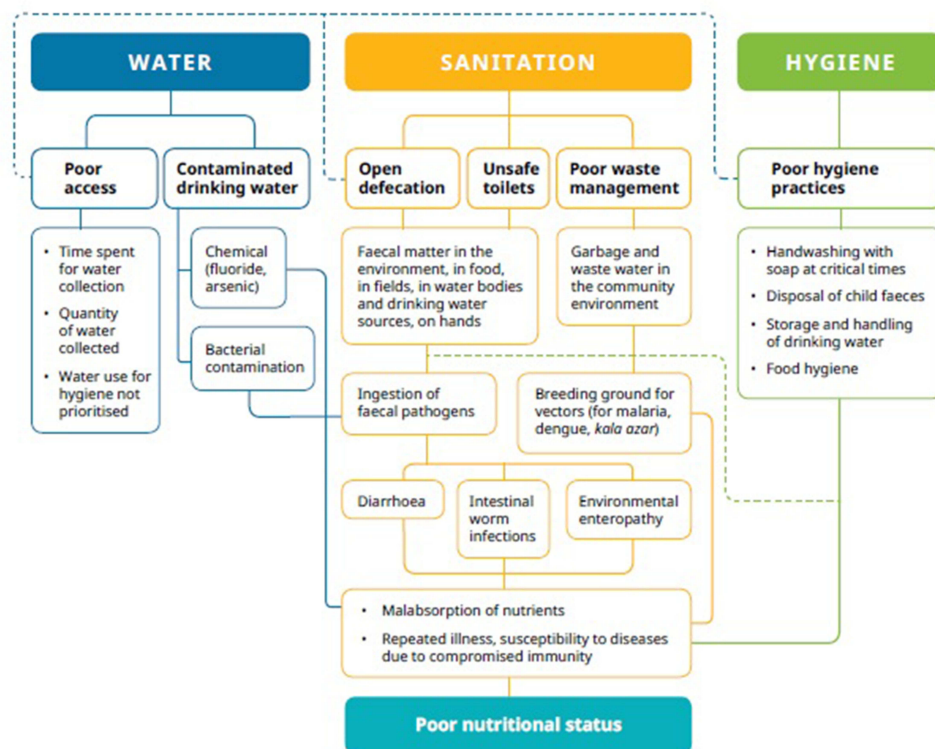 WATER
SANITATION
HYGIENE
Poor
access
Contaminated
drinking water
Open
defecation
Unsafe
toilets
Poor waste
management
Poor hygiene
practices
• Time spent
for water
collection
• Quantity
of water
collected
• Water use for
hygiene not
prioritised
Chemical
(fluoride,
arsenic)
Bacterial
contamination
Faecal matter in the
environment, in food,
in fields, in water bodies
and drinking water
sources, on hands
Garbage and
waste water in
the community
environment
• Handwashing with
soap at critical times
• Disposal of child faeces
• Storage and handling
of drinking water
• Food hygiene
Ingestion of
faecal pathogens
Breeding ground for
vectors (for malaria,
dengue, kala azar)
Diarrhoea
Intestinal
worm
infections
Environmental
enteropathy
• Malabsorption of nutrients
• Repeated illness, susceptibility to diseases
due to compromised immunity
Poor nutritional status